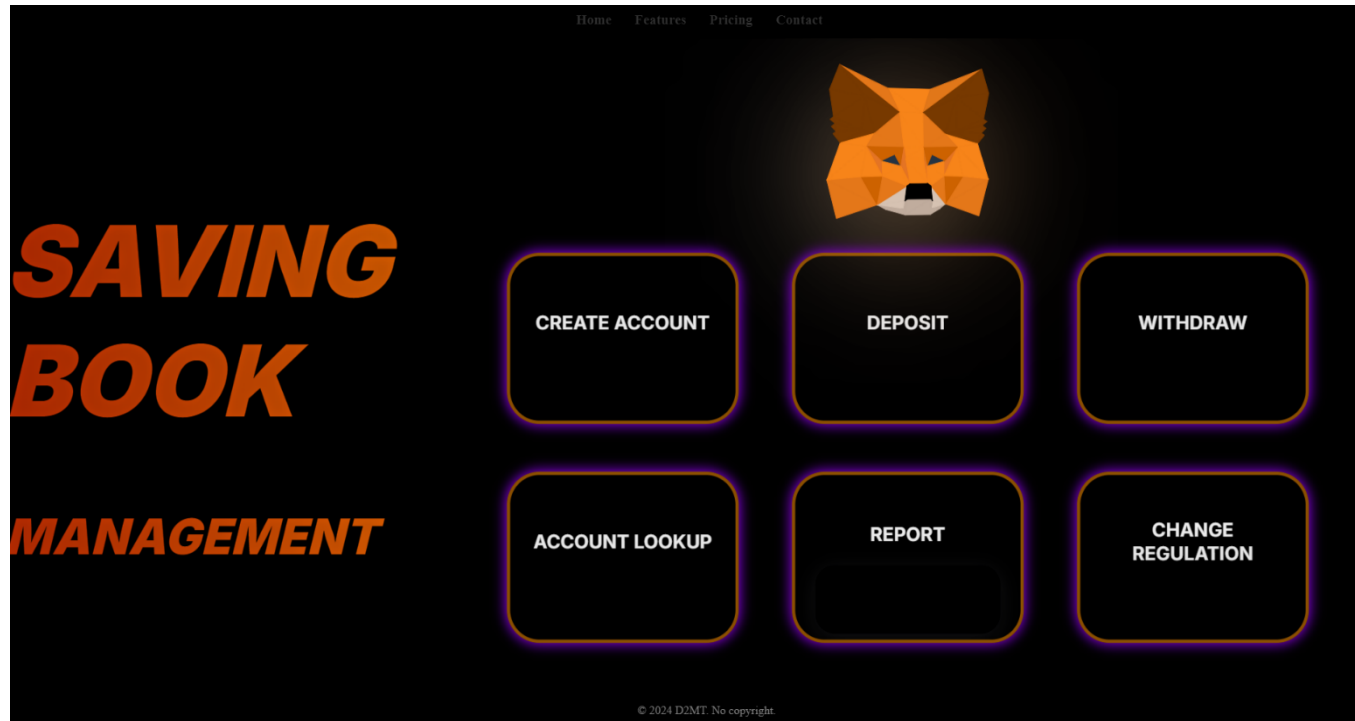 Home Features Pricing Contact
SAVING
BOOK
MANAGEMENT
CREATE ACCOUNT
DEPOSIT
WITHDRAW
ACCOUNT LOOKUP
REPORT
CHANGE
REGULATION
© 2024 D2MT. No copyright.